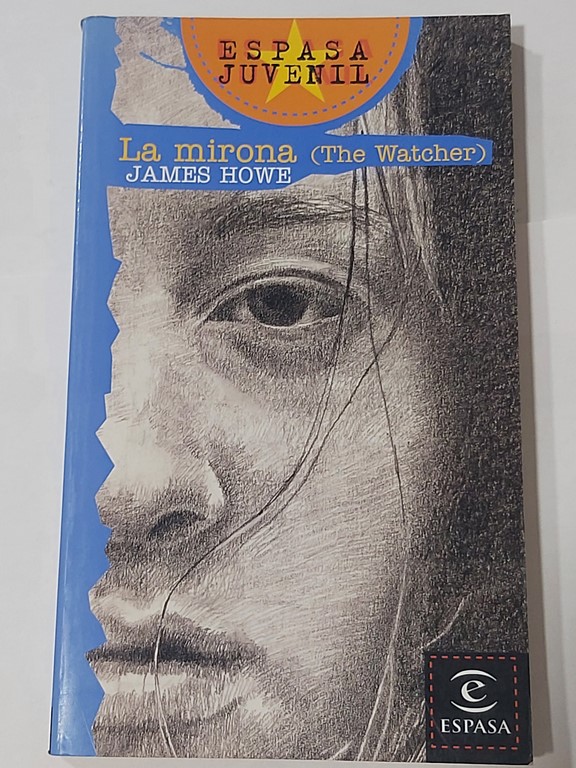 ESPASA
JUVENIL
La mirona (The Watcher)
JAMES HOWE
e
ESPASA